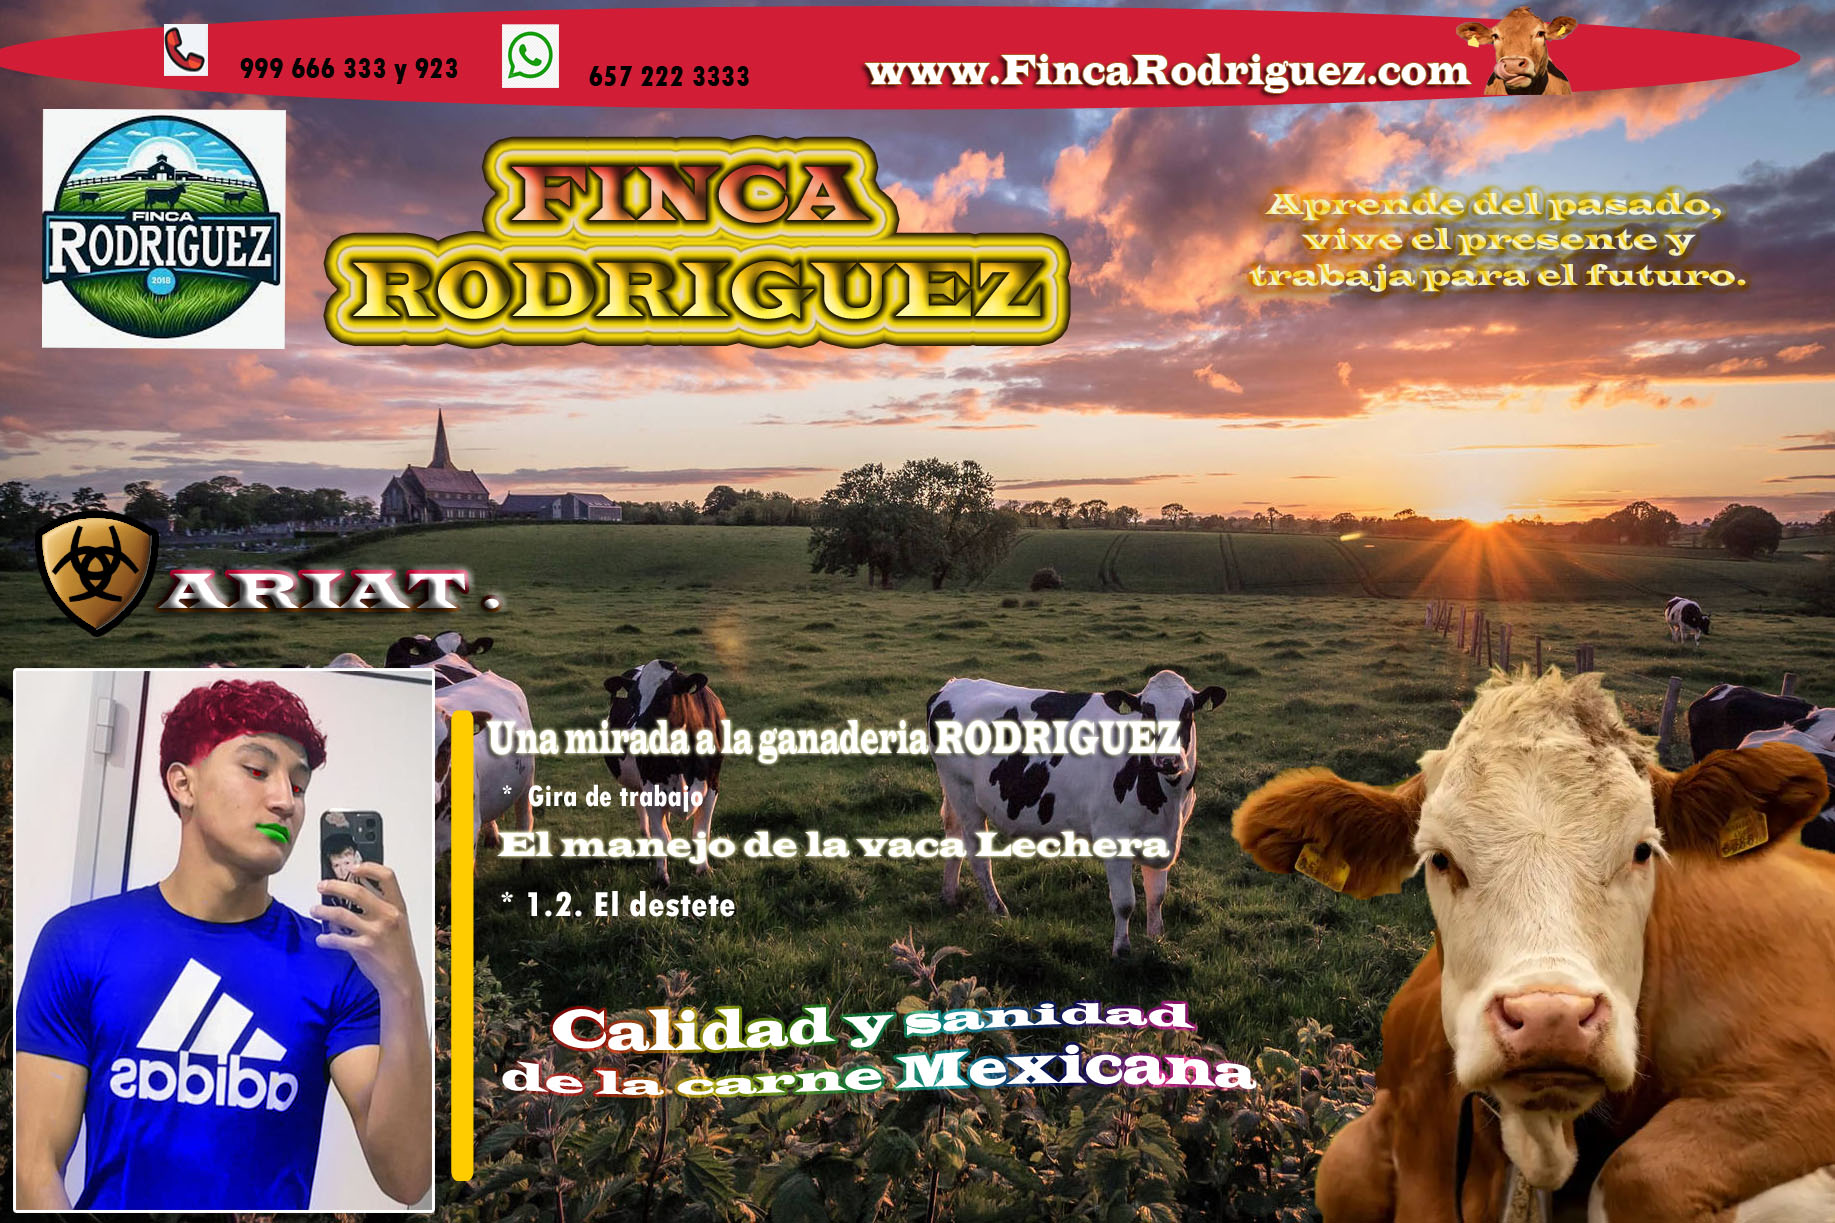 999 666 333 y 923
657 222 3333
www.FincaRodriguez.com
FINCA
RODRIGUEZ
2018
FINCA
RODRIGUEZ
Aprende del pasado,
vive el presente y
trabaja para el futuro.
ARIAT.
adidas
Una mirada a la ganaderia RODRIGUEZ
* Gira de trabajo
El manejo de la vaca Lechera
* 1.2. El destete
Calidad y sanidad
de la carne Mexicana